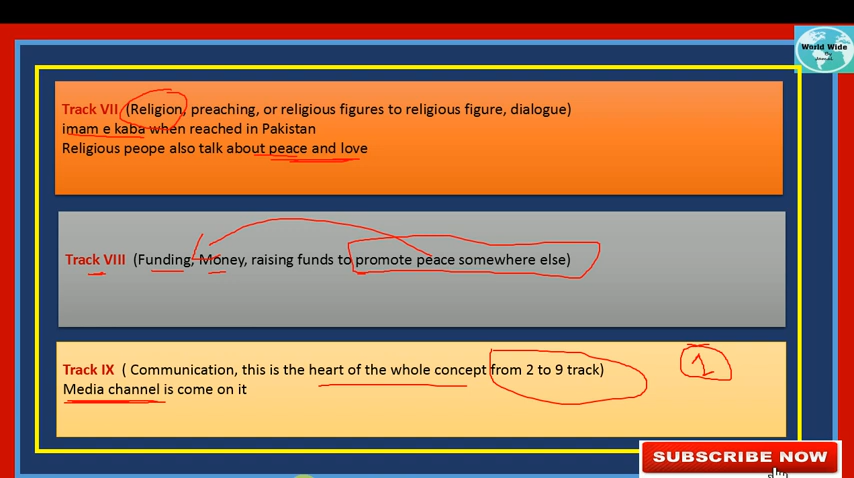 World Wide
By
Track VII (Religion, preaching, or religious figures to religious figure, dialogue)
imam e kaba when reached in Pakistan
Religious peope also talk about peace and love
Track VIII (Funding, Money, raising funds to promote peace somewhere else)
1
Track IX ( Communication, this is the heart of the whole concept from 2 to 9 track)
Media channel is come on it
SUBSCRIBE NOW